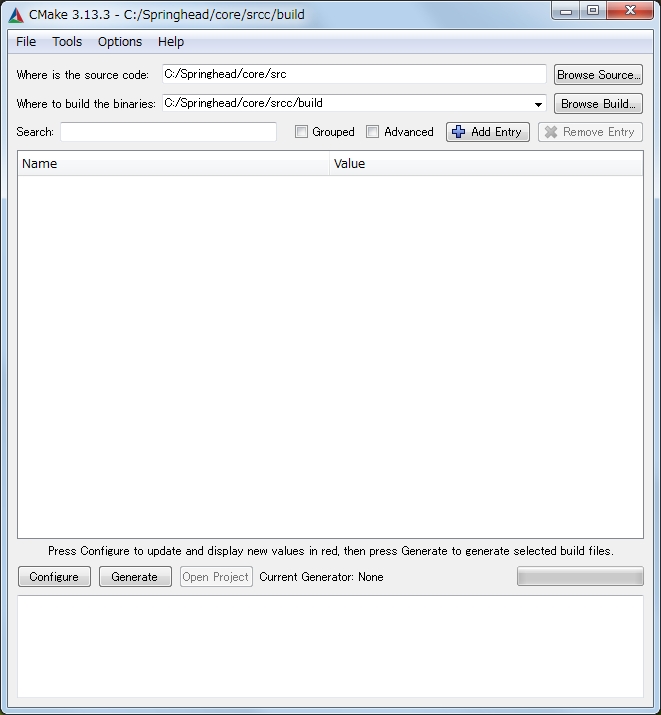 CMake 3.13.3 - C:/Springhead/core/srcc/build
File Tools Options Help
Where is the source code: C:/Springhead/core/src Browse Source...
Where to build the binaries: C:/Springhead/core/srcc/build Browse Build...
Search: Grouped Advanced Add Entry Remove Entry
Name Value
Press Configure to update and display new values in red, then press Generate to generate selected build files.
Configure Generate Open Project Current Generator: None